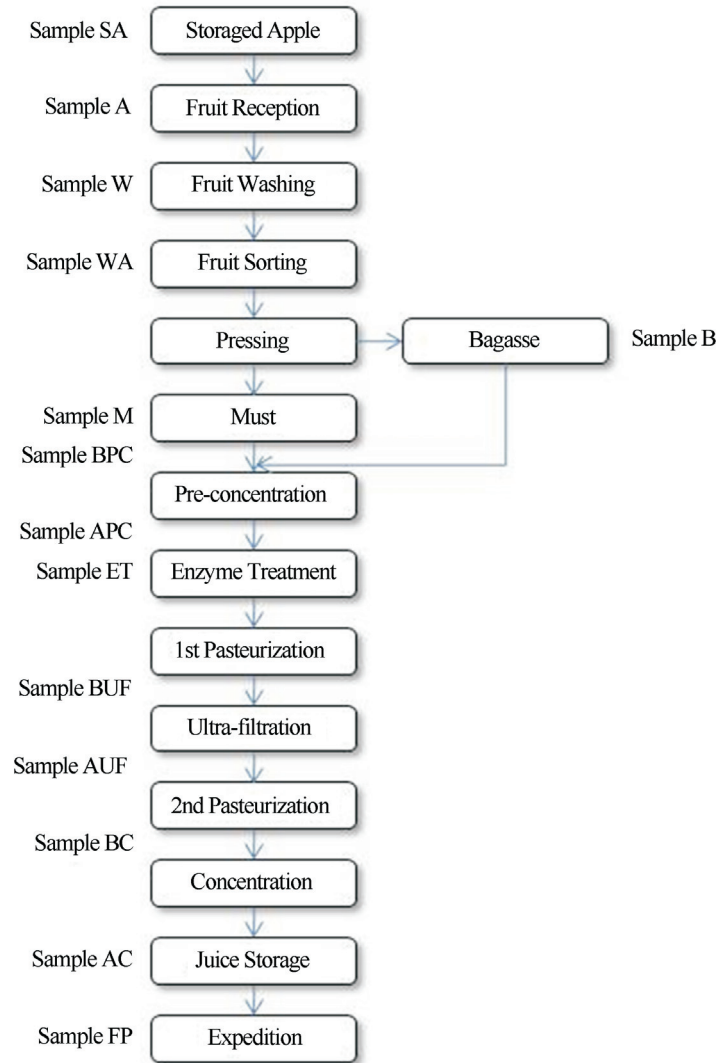 Sample SA Storaged Apple
Sample A Fruit Reception
Sample W Fruit Washing
Sample WA Fruit Sorting
Pressing Bagasse Sample B
Sample M Must
Sample BPC
Pre-concentration
Sample APC
Sample ET Enzyme Treatment
1st Pasteurization
Sample BUF
Ultra-filtration
Sample AUF
2nd Pasteurization
Sample BC
Concentration
Sample AC Juice Storage
Sample FP Expedition